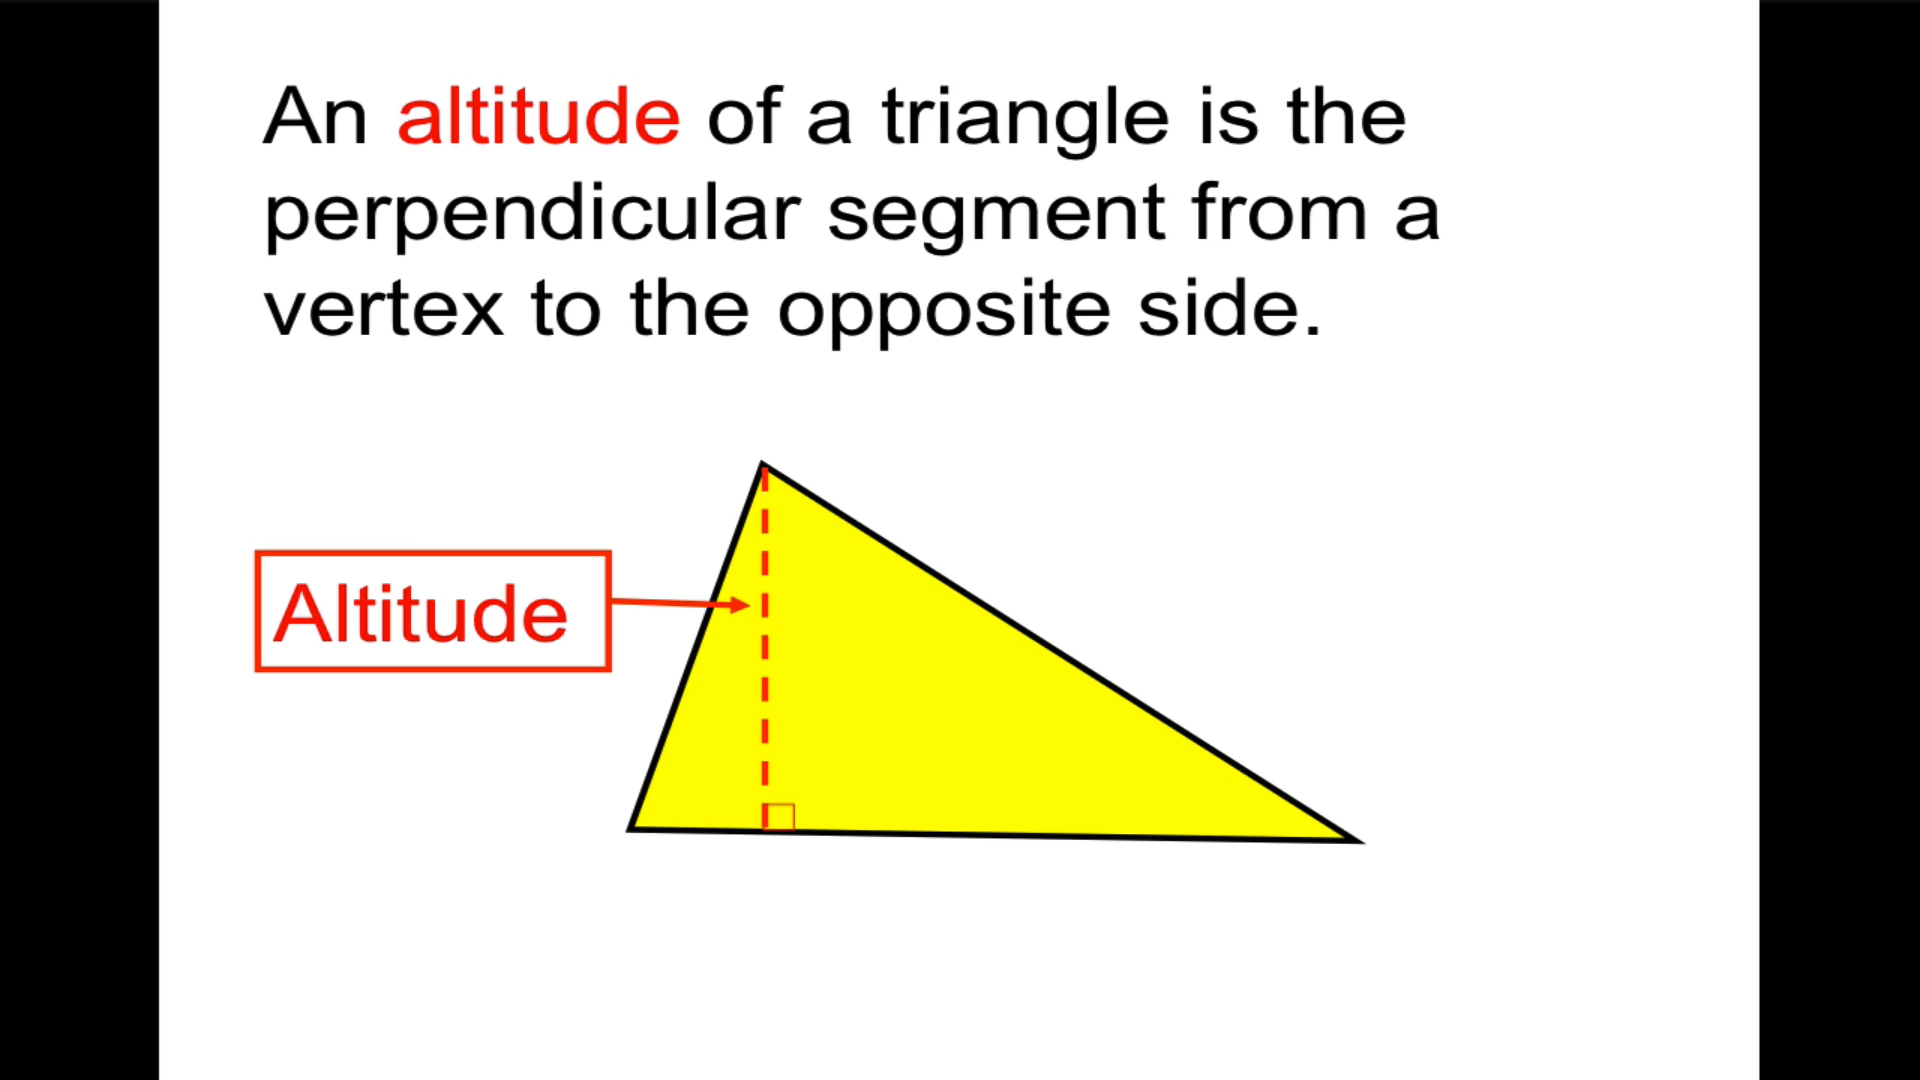 An altitude of a triangle is the
perpendicular segment from a
vertex to the opposite side.
Altitude